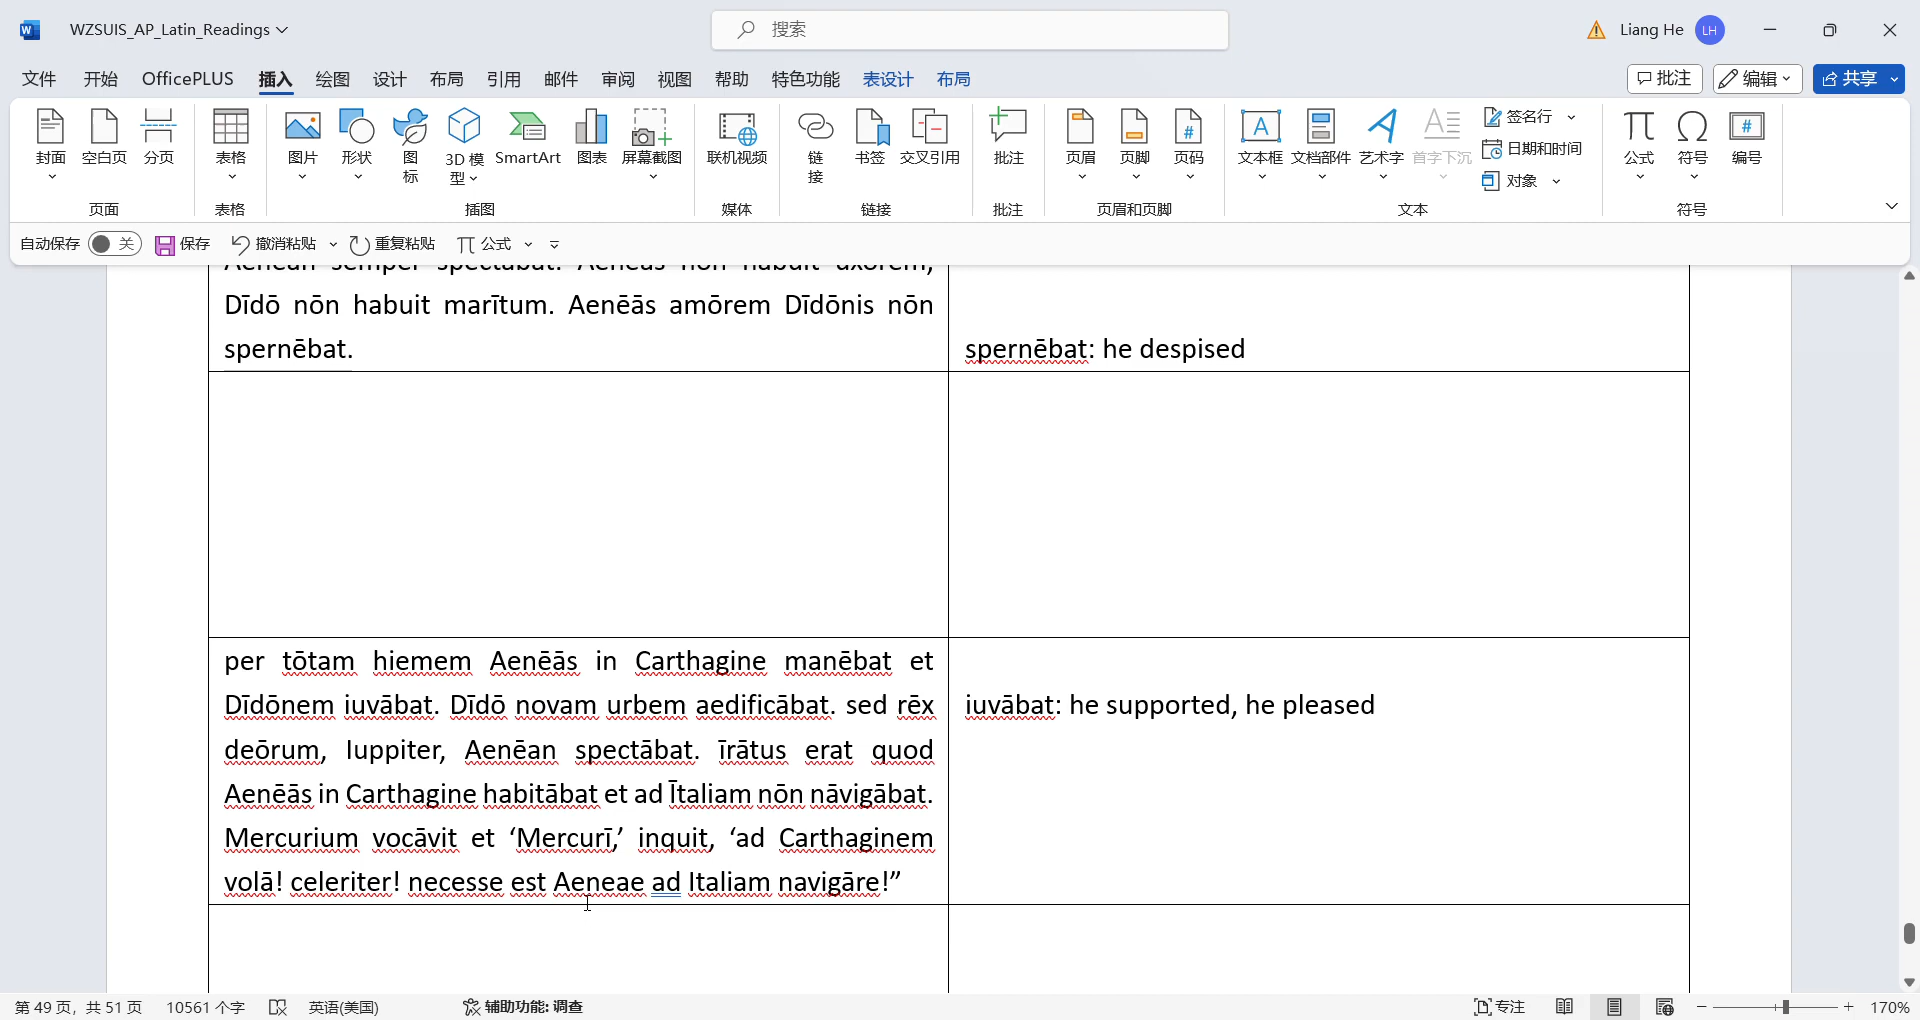 WZSUIS_AP_Latin_Readings
搜索
Liang He
LH
文件 开始 OfficePLUS 插入 绘图 设计 布局 引用 邮件 审阅 视图 帮助 特色功能 表设计 布局
批注 编辑 共享
封面 空白页 分页 表格 图片 形状 图标 3D 模型 SmartArt 图表 屏幕截图 联机视频 链接 书签 交叉引用 批注 页眉 页脚 页码 文本框 文档部件 艺术字 首字下沉 公式 符号 编号
签名行
日期和时间
对象
页面 表格 插图 媒体 链接 批注 页眉和页脚 文本 符号
自动保存 关 保存 撤消粘贴 重复粘贴 公式
Dīdō nōn habuit marītum. Aenēās amōrem Dīdōnis nōn
spernēbat.
spernēbat: he despised
per tōtam hiemem Aenēās in Carthagine manēbat et
Dīdōnem iuvābat. Dīdō novam urbem aedificābat. sed rēx
deōrum, Iuppiter, Aenēan spectābat. īrātus erat quod
Aenēās in Carthagine habitābat et ad Ītaliam nōn nāvigābat.
Mercurium vocāvit et ‘Mercurī,’ inquit, ‘ad Carthaginem
volā! celeriter! necesse est Aeneae ad Italiam navigāre!”
iuvābat: he supported, he pleased
第 49 页，共 51 页 10561 个字 英语(美国) 辅助功能: 调查 专注 170%